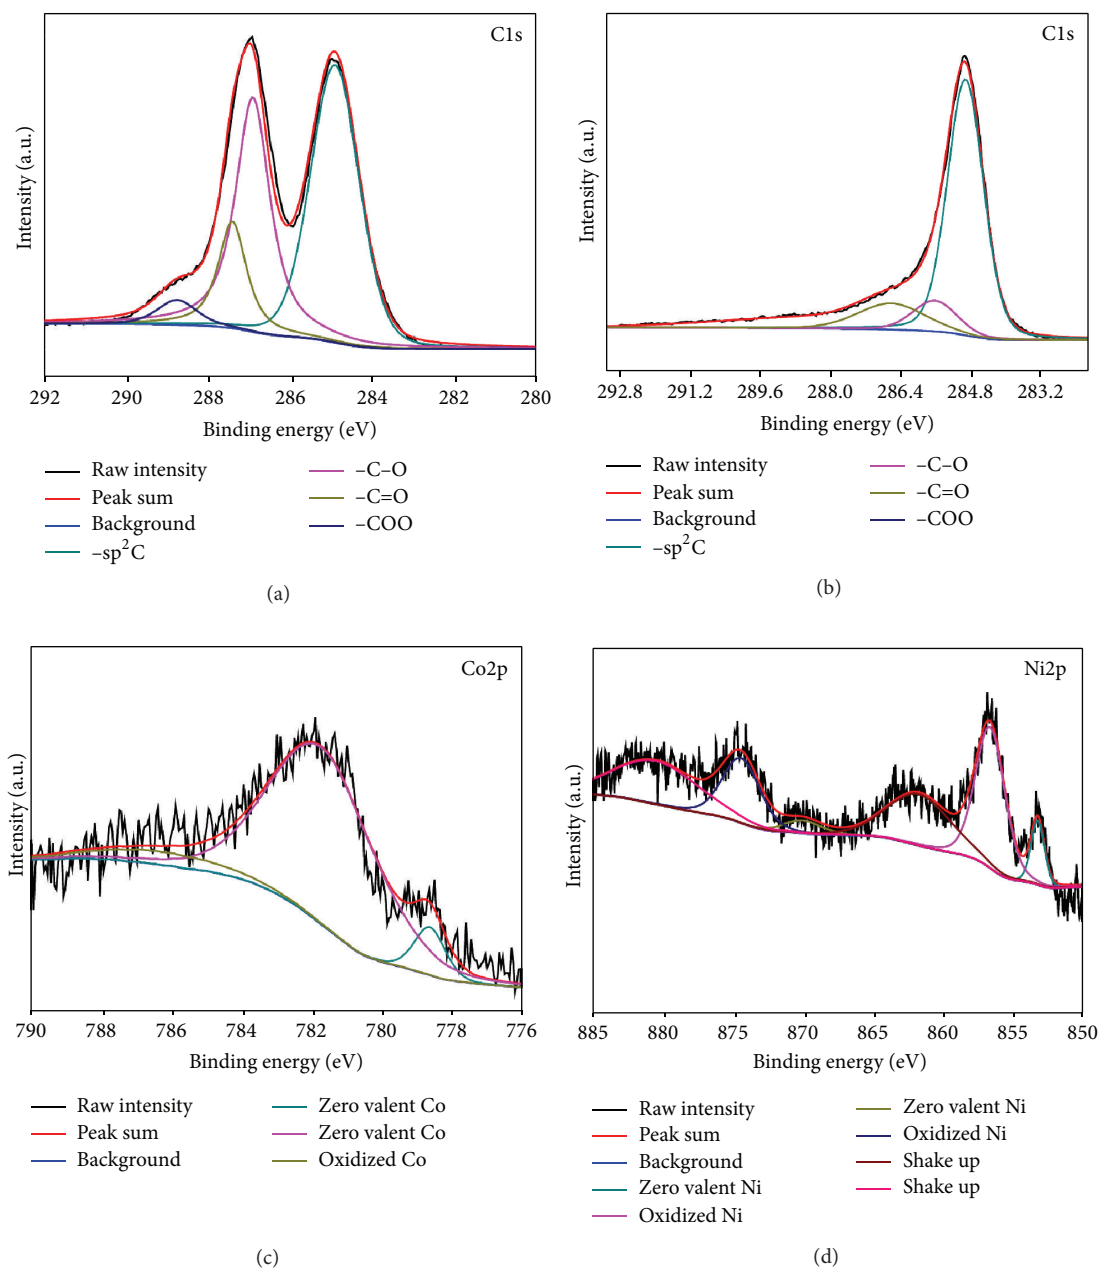 C1s
Intensity (a.u.)
292 290 288 286 284 282 280
Binding energy (eV)
Raw intensity
Peak sum
Background
–sp2C
–C–O
–C=O
–COO
(a)
C1s
Intensity (a.u.)
292.8 291.2 289.6 288.0 286.4 284.8 283.2
Binding energy (eV)
Raw intensity
Peak sum
Background
–sp2C
–C–O
–C=O
–COO
(b)
Co2p
Intensity (a.u.)
790 788 786 784 782 780 778 776
Binding energy (eV)
Raw intensity
Peak sum
Background
Zero valent Co
Zero valent Co
Oxidized Co
(c)
Ni2p
Intensity (a.u.)
885 880 875 870 865 860 855 850
Binding energy (eV)
Raw intensity
Peak sum
Background
Zero valent Ni
Oxidized Ni
Zero valent Ni
Oxidized Ni
Shake up
Shake up
(d)